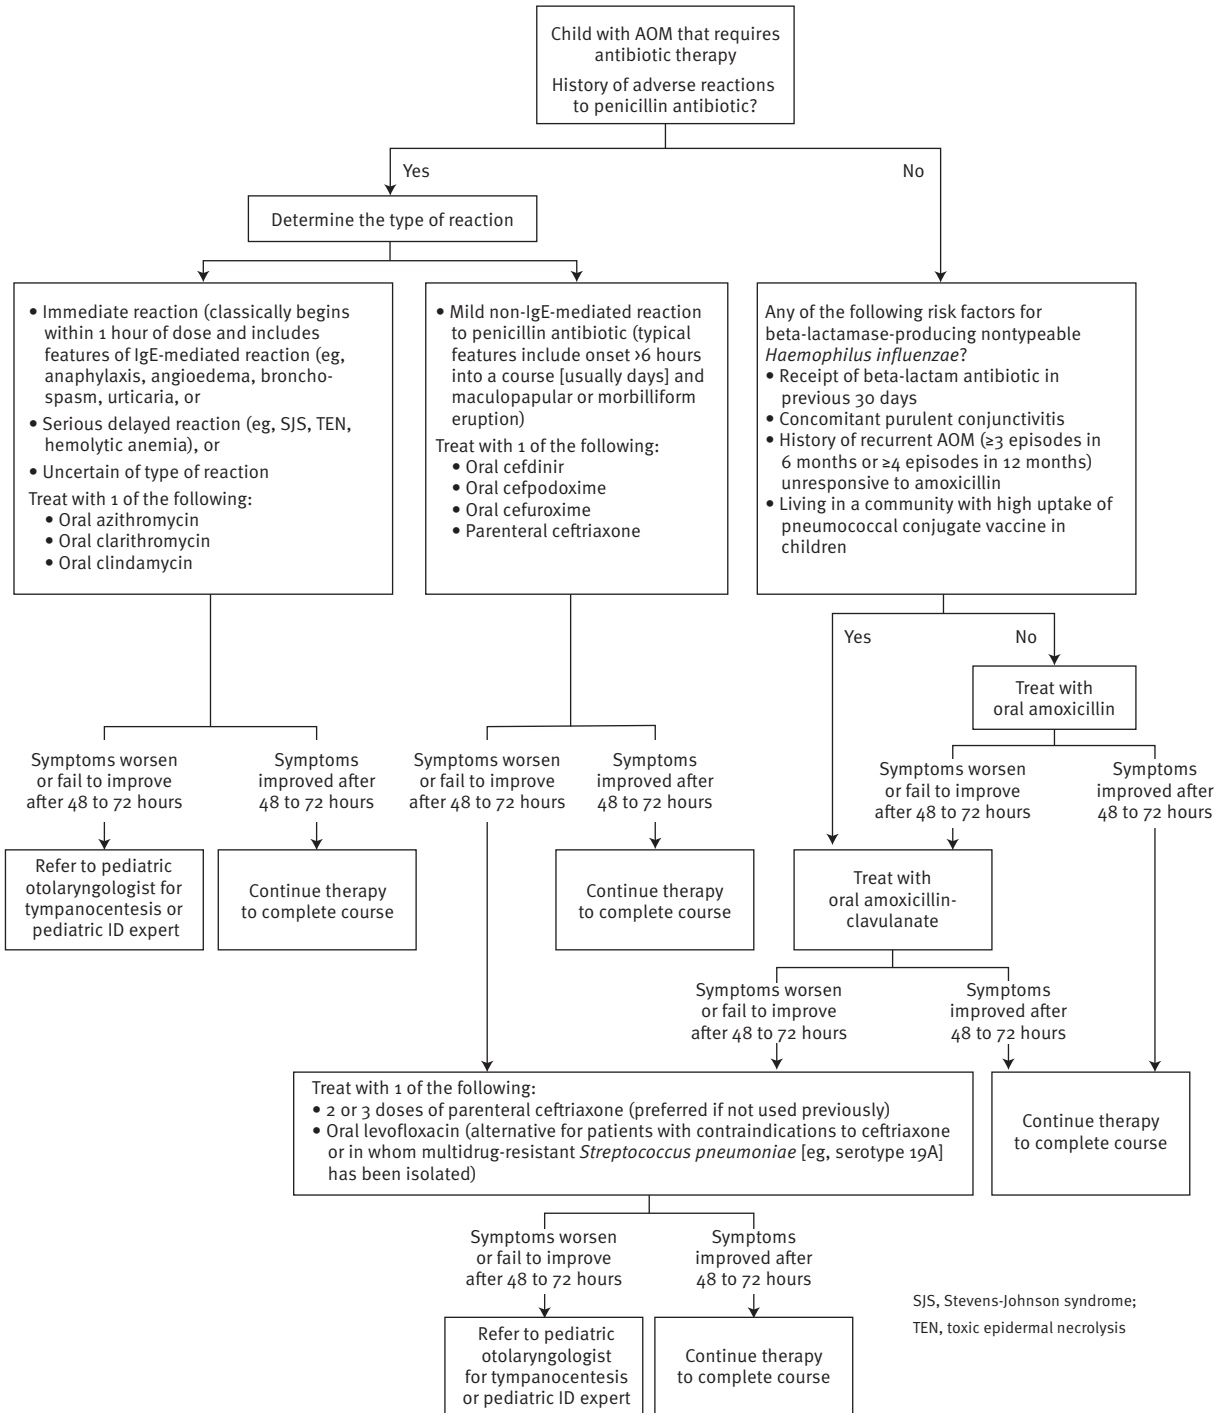 Child with AOM that requires
antibiotic therapy
History of adverse reactions
to penicillin antibiotic?
Yes
No
Determine the type of reaction
• Immediate reaction (classically begins
within 1 hour of dose and includes
features of IgE-mediated reaction (eg,
anaphylaxis, angioedema, broncho-
spasm, urticaria, or
• Serious delayed reaction (eg, SJS, TEN,
hemolytic anemia), or
• Uncertain of type of reaction
Treat with 1 of the following:
• Oral azithromycin
• Oral clarithromycin
• Oral clindamycin
• Mild non-IgE-mediated reaction
to penicillin antibiotic (typical
features include onset >6 hours
into a course [usually days] and
maculopapular or morbilliform
eruption)
Treat with 1 of the following:
• Oral cefdinir
• Oral cefpodoxime
• Oral cefuroxime
• Parenteral ceftriaxone
Any of the following risk factors for
beta-lactamase-producing nontypeable
Haemophilus influenzae?
• Receipt of beta-lactam antibiotic in
previous 30 days
• Concomitant purulent conjunctivitis
• History of recurrent AOM (≥3 episodes in
6 months or ≥4 episodes in 12 months)
unresponsive to amoxicillin
• Living in a community with high uptake of
pneumococcal conjugate vaccine in
children
Yes
No
Treat with
oral amoxicillin
Symptoms worsen
or fail to improve
after 48 to 72 hours
Symptoms
improved after
48 to 72 hours
Symptoms worsen
or fail to improve
after 48 to 72 hours
Symptoms
improved after
48 to 72 hours
Symptoms worsen
or fail to improve
after 48 to 72 hours
Symptoms
improved after
48 to 72 hours
Refer to pediatric
otolaryngologist for
tympanocentesis or
pediatric ID expert
Continue therapy
to complete course
Continue therapy
to complete course
Treat with
oral amoxicillin-
clavulanate
Symptoms worsen
or fail to improve
after 48 to 72 hours
Symptoms
improved after
48 to 72 hours
Treat with 1 of the following:
• 2 or 3 doses of parenteral ceftriaxone (preferred if not used previously)
• Oral levofloxacin (alternative for patients with contraindications to ceftriaxone
or in whom multidrug-resistant Streptococcus pneumoniae [eg, serotype 19A]
has been isolated)
Continue therapy
to complete course
Symptoms worsen
or fail to improve
after 48 to 72 hours
Symptoms
improved after
48 to 72 hours
SJS, Stevens-Johnson syndrome;
TEN, toxic epidermal necrolysis
Refer to pediatric
otolaryngologist
for tympanocentesis
or pediatric ID expert
Continue therapy
to complete course